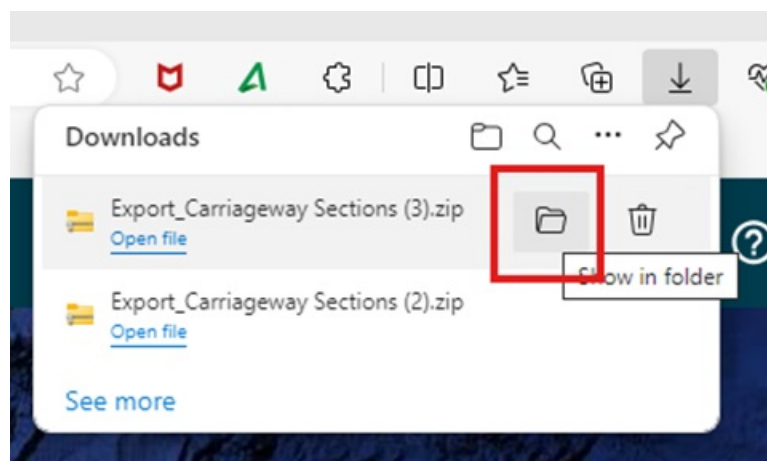 Downloads
Export_Carriageway Sections (3).zip
Open file
Show in folder
Export_Carriageway Sections (2).zip
Open file
See more